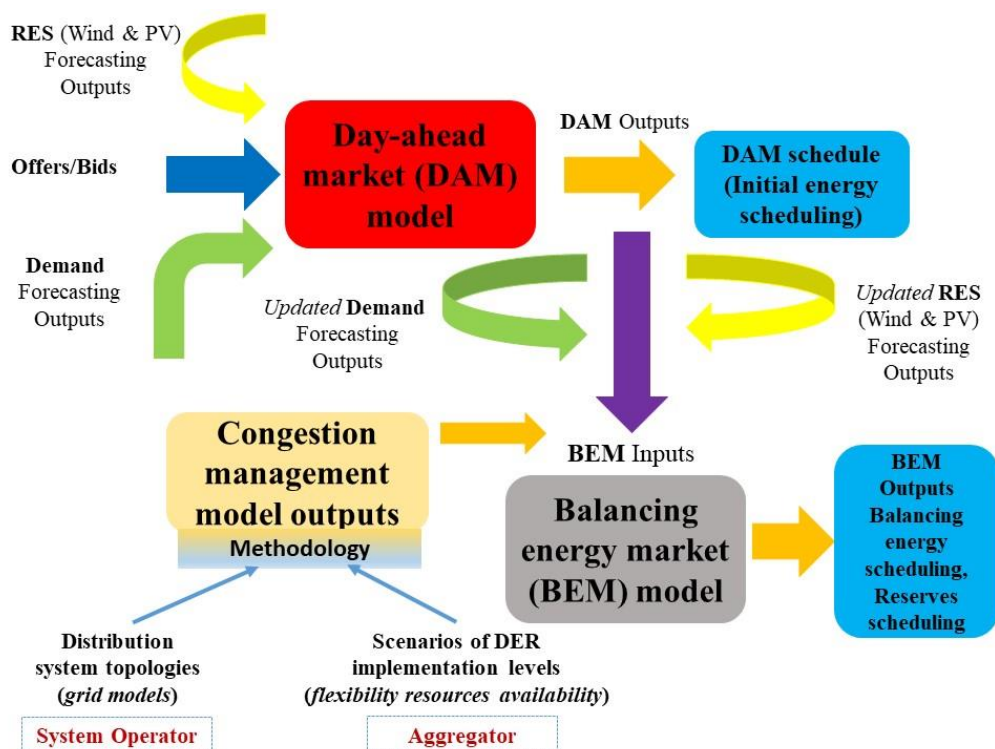 RES (Wind & PV)
Forecasting
Outputs
Offers/Bids
Demand
Forecasting
Outputs
Day-ahead
market (DAM)
model
DAM Outputs
DAM schedule
(Initial energy
scheduling)
Updated Demand
Forecasting
Outputs
Updated RES
(Wind & PV)
Forecasting
Outputs
Congestion
management
model outputs
Methodology
BEM Inputs
Balancing
energy market
(BEM) model
BEM
Outputs
Balancing
energy
scheduling,
Reserves
scheduling
Distribution
system topologies
(grid models)
System Operator
Scenarios of DER
implementation levels
(flexibility resources availability)
Aggregator